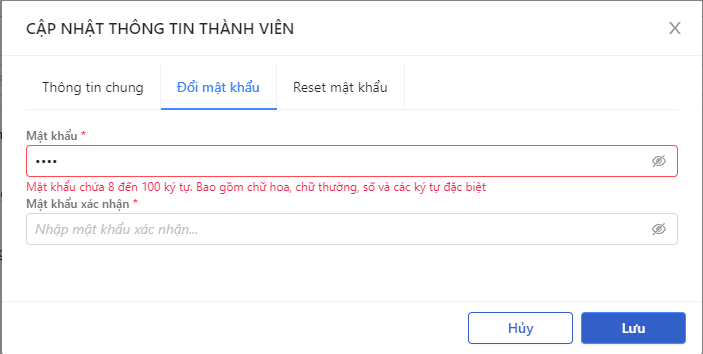 CẬP NHẬT THÔNG TIN THÀNH VIÊN
Thông tin chung Đổi mật khẩu Reset mật khẩu
Mật khẩu *
••••
Mật khẩu chứa 8 đến 100 ký tự. Bao gồm chữ hoa, chữ thường, số và các ký tự đặc biệt
Mật khẩu xác nhận *
Nhập mật khẩu xác nhận...
Hủy Lưu